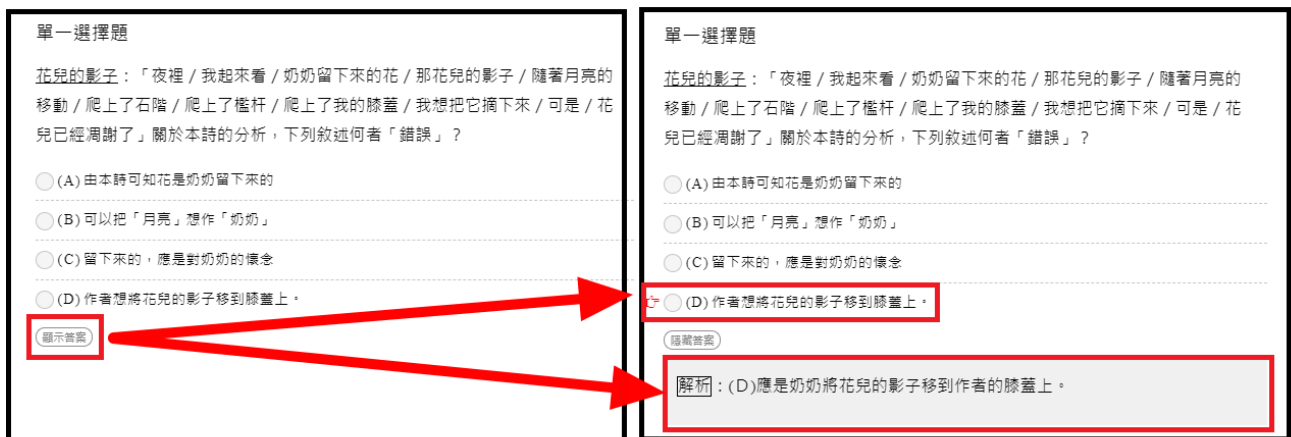 單一選擇題
花兒的影子：「夜裡 / 我起來看 / 奶奶留下來的花 / 那花兒的影子 / 隨著月亮的
移動 / 爬上了石階 / 爬上了檻杆 / 爬上了我的膝蓋 / 我想把它摘下來 / 可是 / 花
兒已經凋謝了」關於本詩的分析，下列敘述何者「錯誤」？
(A) 由本詩可知花是奶奶留下來的
(B) 可以把「月亮」想作「奶奶」
(C) 留下來的，應是對奶奶的懷念
(D) 作者想將花兒的影子移到膝蓋上。
顯示答案
單一選擇題
花兒的影子：「夜裡 / 我起來看 / 奶奶留下來的花 / 那花兒的影子 / 隨著月亮的
移動 / 爬上了石階 / 爬上了檻杆 / 爬上了我的膝蓋 / 我想把它摘下來 / 可是 / 花
兒已經凋謝了」關於本詩的分析，下列敘述何者「錯誤」？
(A) 由本詩可知花是奶奶留下來的
(B) 可以把「月亮」想作「奶奶」
(C) 留下來的，應是對奶奶的懷念
(D) 作者想將花兒的影子移到膝蓋上。
隱藏答案
解析：(D)應是奶奶將花兒的影子移到作者的膝蓋上。